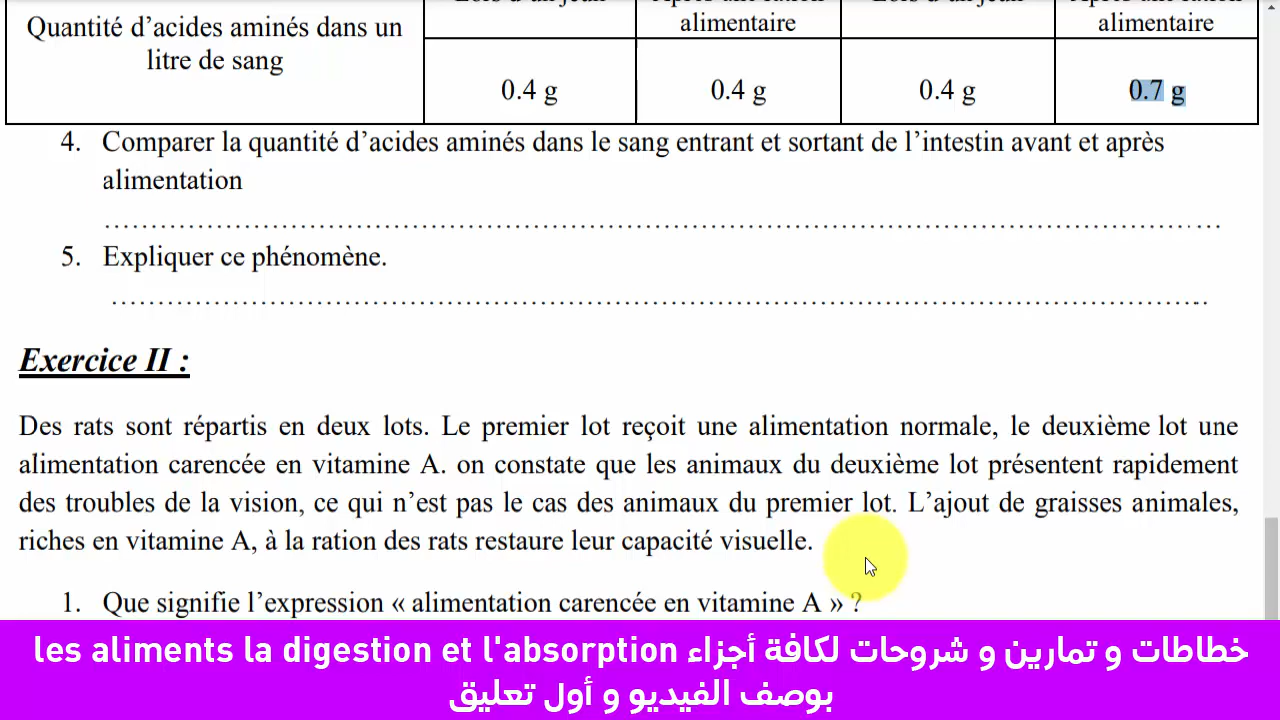 alimentaire
alimentaire
Quantité d’acides aminés dans un
litre de sang
0.4 g
0.4 g
0.4 g
0.7 g
4. Comparer la quantité d’acides aminés dans le sang entrant et sortant de l’intestin avant et après
alimentation
5. Expliquer ce phénomène.
Exercice II :
Des rats sont répartis en deux lots. Le premier lot reçoit une alimentation normale, le deuxième lot une
alimentation carencée en vitamine A. on constate que les animaux du deuxième lot présentent rapidement
des troubles de la vision, ce qui n’est pas le cas des animaux du premier lot. L’ajout de graisses animales,
riches en vitamine A, à la ration des rats restaure leur capacité visuelle.
1. Que signifie l’expression « alimentation carencée en vitamine A » ?
خطاطات و تمارين و شروحات لكافة أجزاء les aliments la digestion et l'absorption
بوصف الفيديو و أول تعليق